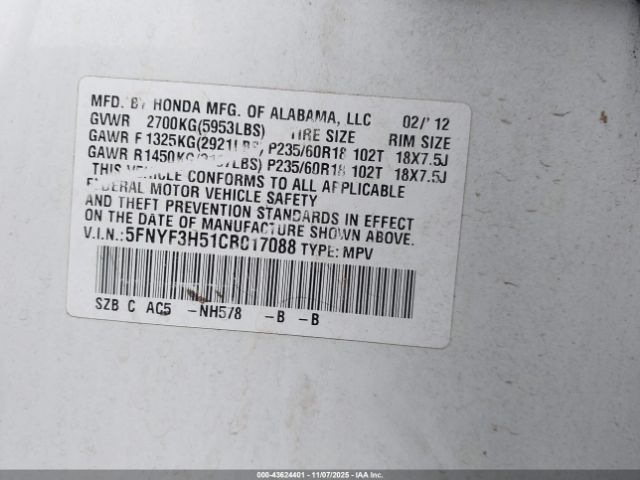 MFD. BY HONDA MFG. OF ALABAMA, LLC 02/'12
GVWR 2700KG(5953LBS) TIRE SIZE RIM SIZE
GAWR F 1325KG(2921LBS) P235/60R18 102T 18X7.5J
GAWR R 1450KG( LBS) P235/60R18 102T 18X7.5J
THIS VEHICLE CONFORMS TO ALL APPLICABLE
FEDERAL MOTOR VEHICLE SAFETY
AND THEFT PREVENTION STANDARDS IN EFFECT
ON THE DATE OF MANUFACTURE SHOWN ABOVE.
V.I.N.: 5FNYF3H51CB017088 TYPE: MPV
SZB C AC5 -NH578 -B -B
000-43624401 - 11/07/2025 - IAA Inc.